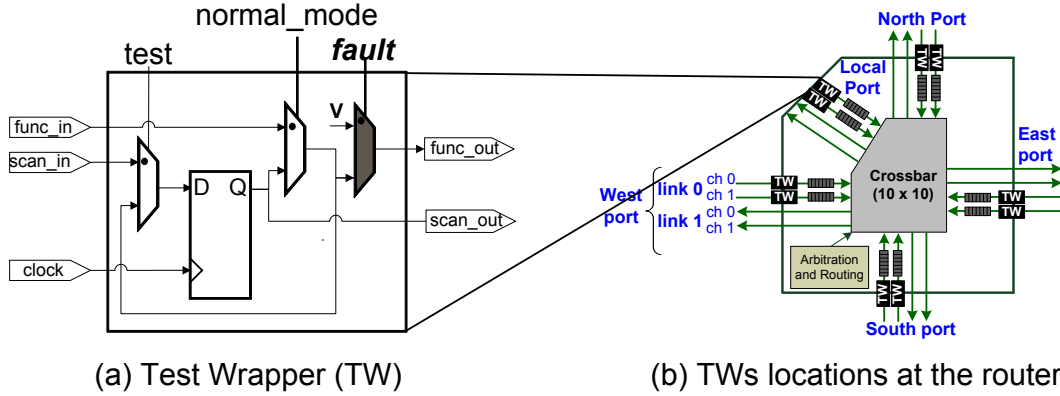 normal_mode
test
fault
V
func_in
scan_in
D Q
func_out
scan_out
clock
(a) Test Wrapper (TW)
North Port
TW
TW
Local
Port
TW
TW
East
port
Crossbar
(10 x 10)
West
port
link 0
ch 0
ch 1
link 1
ch 0
ch 1
TW
TW
TW
TW
Arbitration
and Routing
TW
TW
South port
(b) TWs locations at the router